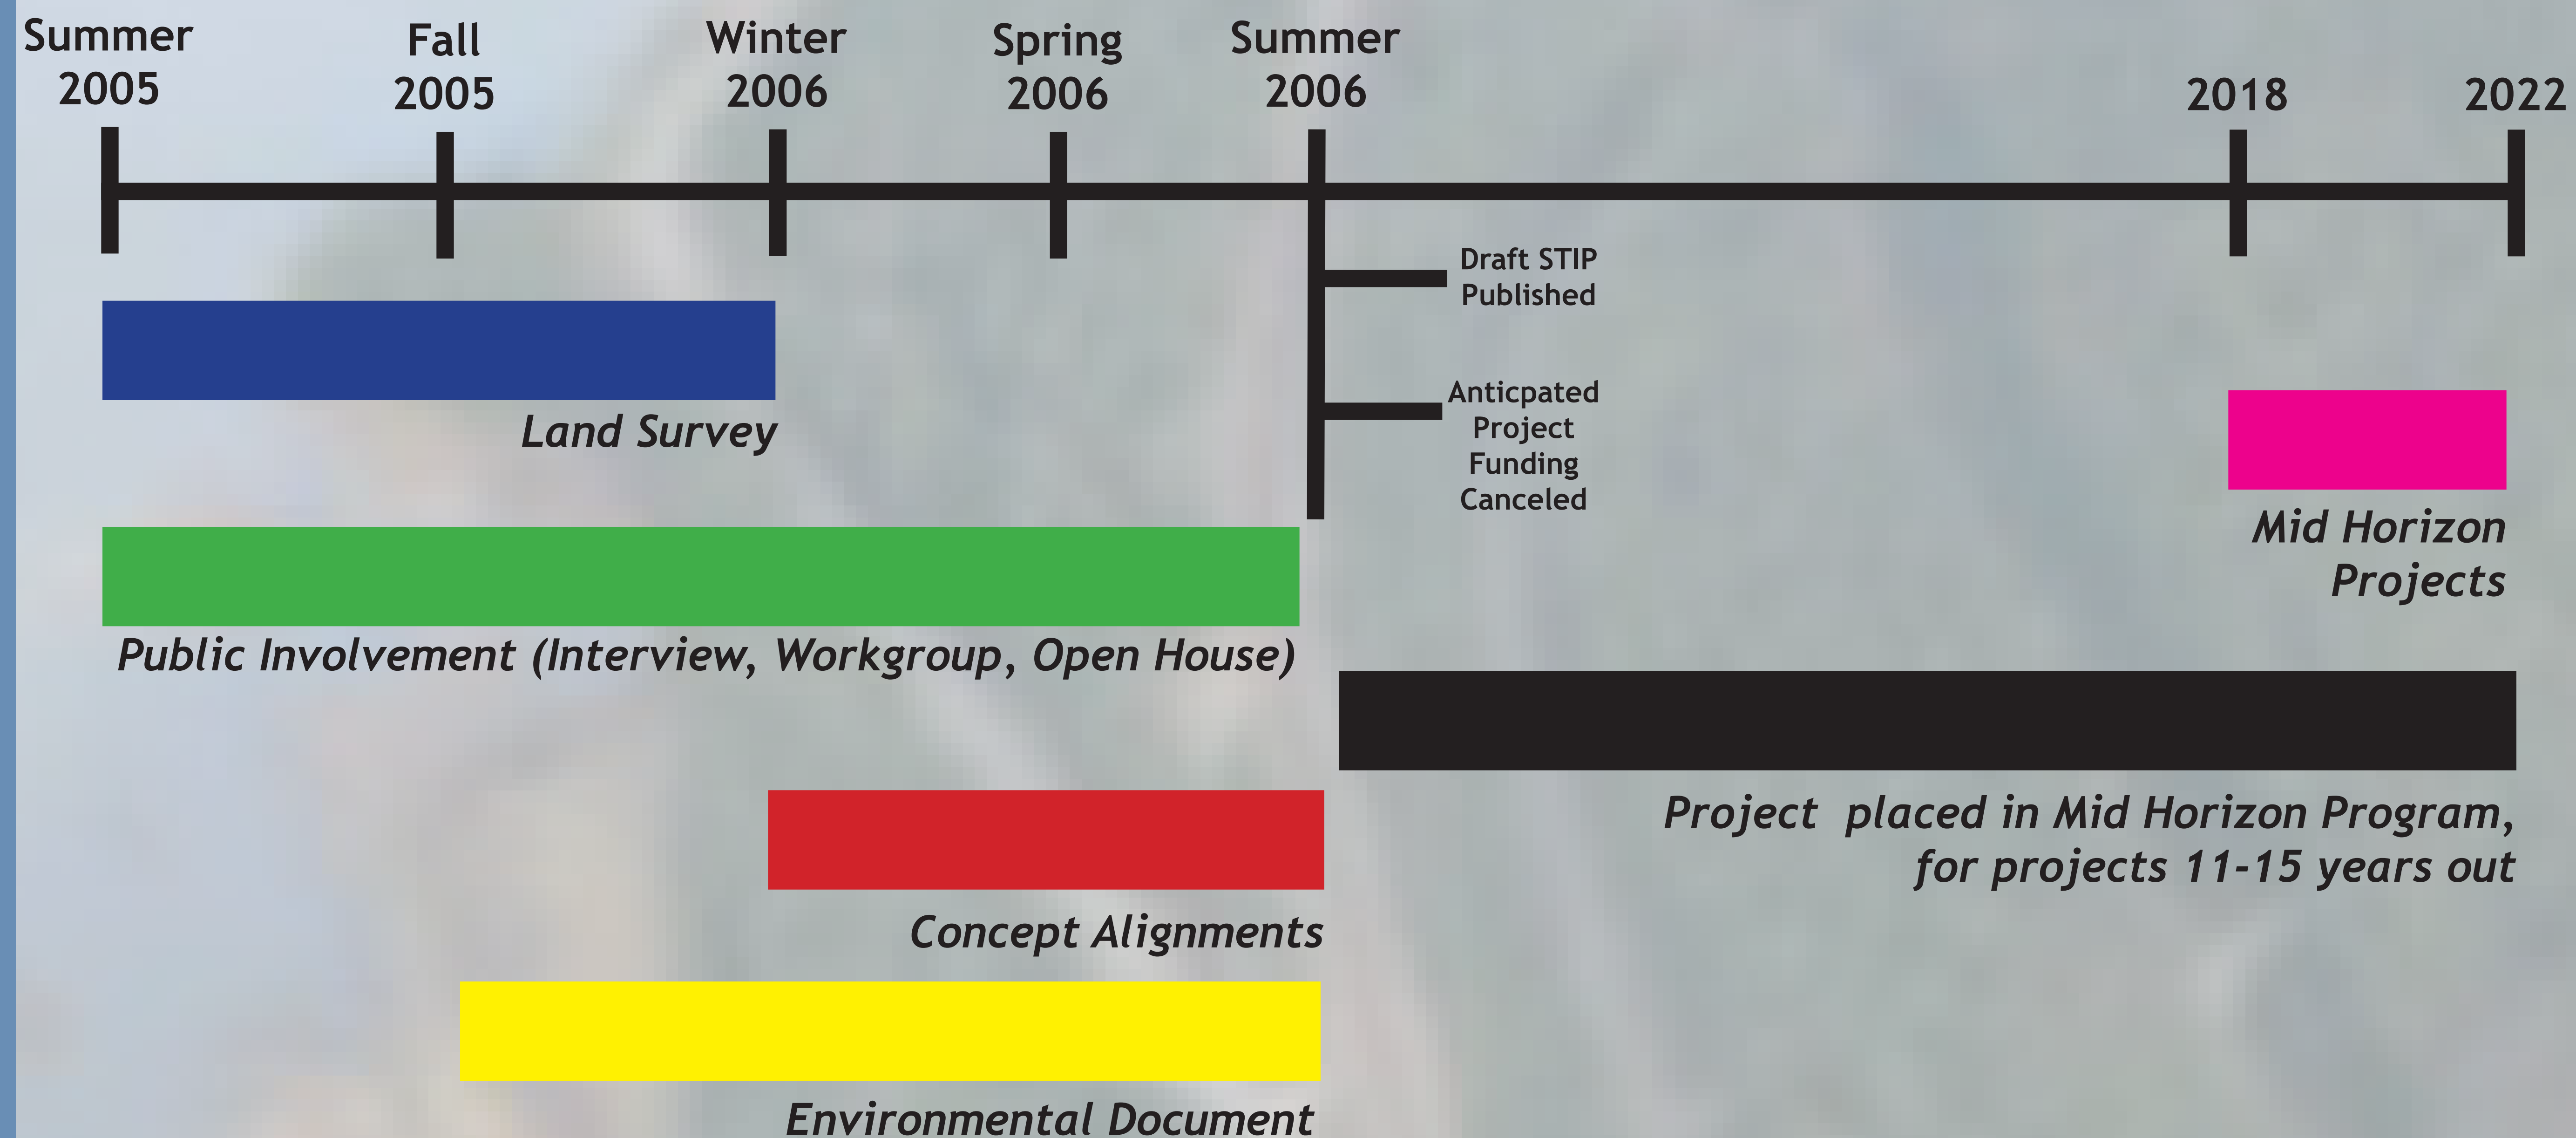 Summer
2005
Fall
2005
Winter
2006
Spring
2006
Summer
2006
2018
2022
Draft STIP
Published
Anticpated
Project
Funding
Canceled
Land Survey
Mid Horizon
Projects
Public Involvement (Interview, Workgroup, Open House)
Project placed in Mid Horizon Program,
for projects 11-15 years out
Concept Alignments
Environmental Document